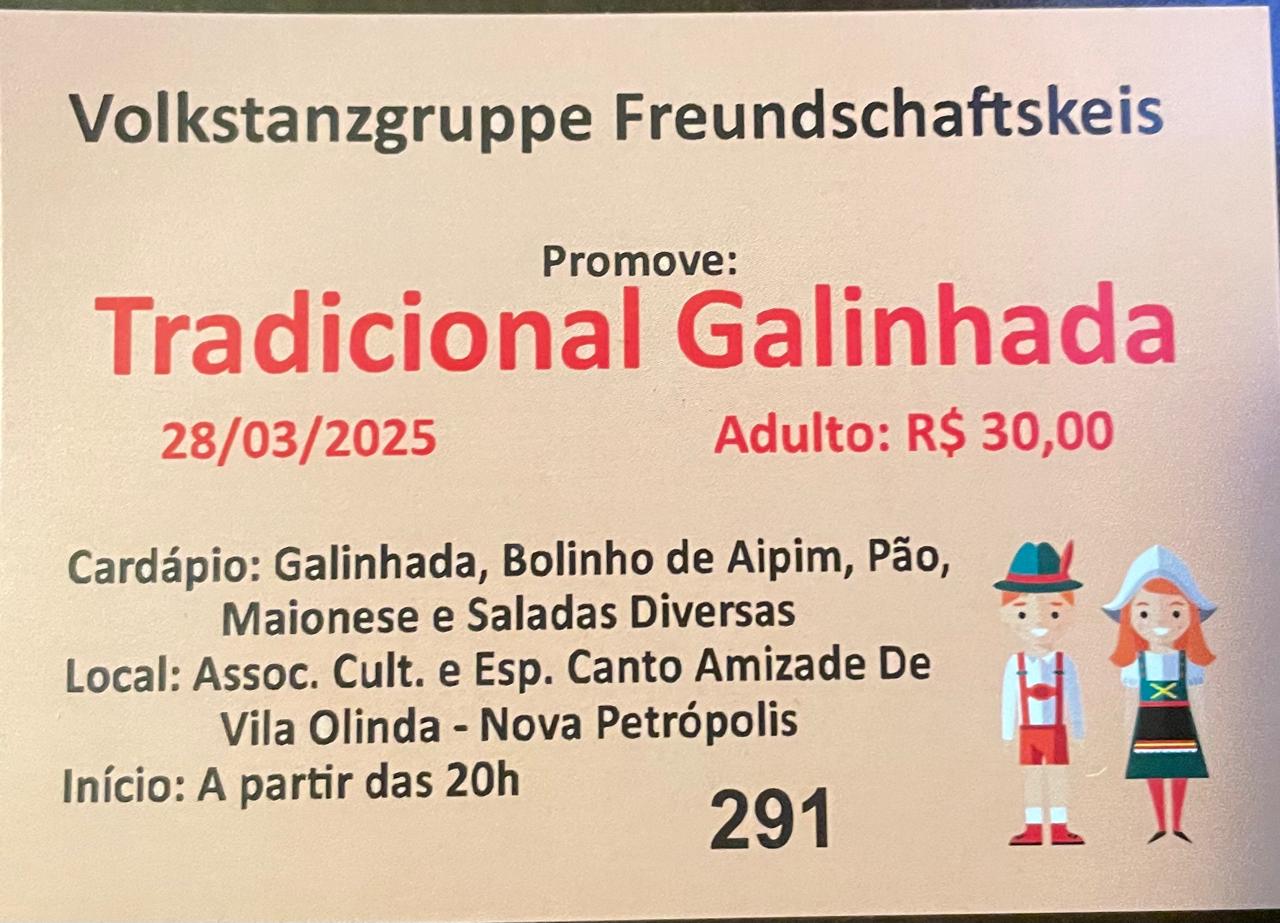 Volkstanzgruppe Freundschaftskeis
Promove:
Tradicional Galinhada
28/03/2025 Adulto: R$ 30,00
Cardápio: Galinhada, Bolinho de Aipim, Pão,
Maionese e Saladas Diversas
Local: Assoc. Cult. e Esp. Canto Amizade De
Vila Olinda - Nova Petrópolis
Início: A partir das 20h
291